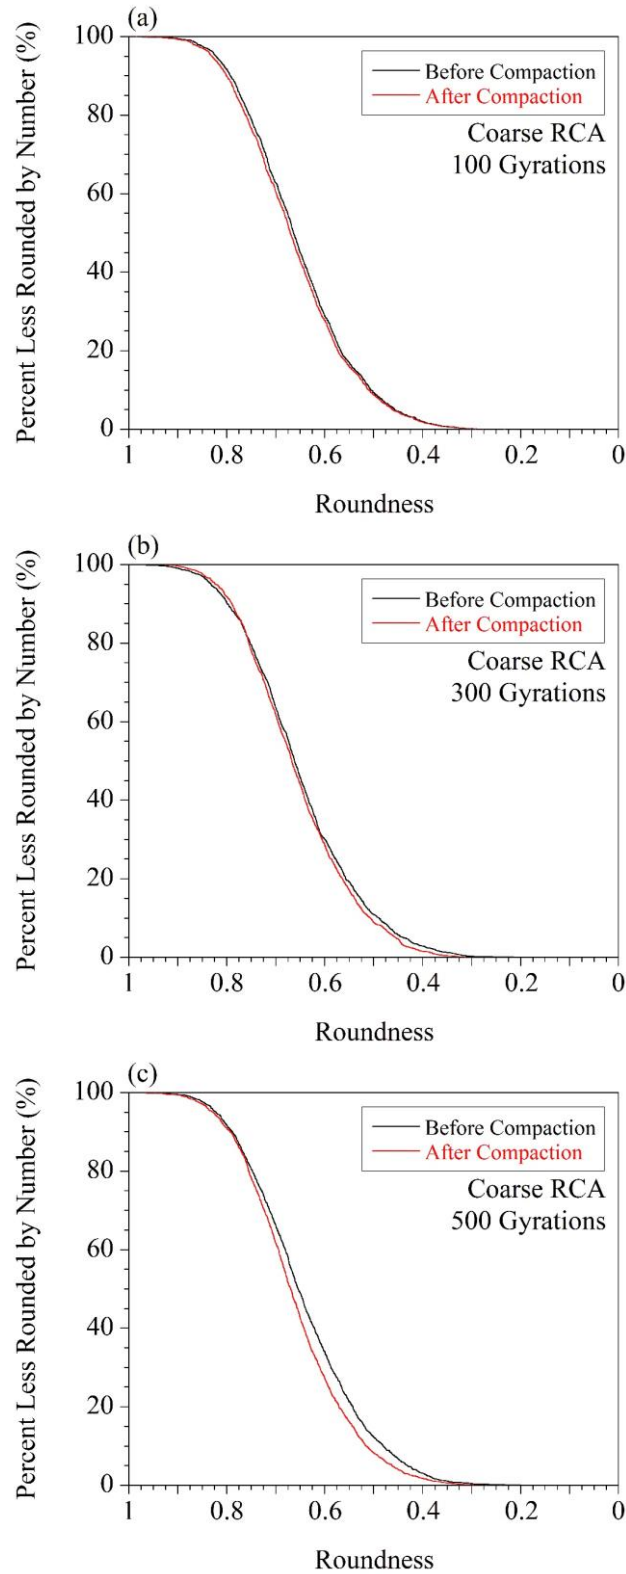 (a)
100
80
60
40
20
0
Percent Less Rounded by Number (%)
Before Compaction
After Compaction
Coarse RCA
100 Gyrations
1 0.8 0.6 0.4 0.2 0
Roundness
(b)
100
80
60
40
20
0
Percent Less Rounded by Number (%)
Before Compaction
After Compaction
Coarse RCA
300 Gyrations
1 0.8 0.6 0.4 0.2 0
Roundness
(c)
100
80
60
40
20
0
Percent Less Rounded by Number (%)
Before Compaction
After Compaction
Coarse RCA
500 Gyrations
1 0.8 0.6 0.4 0.2 0
Roundness